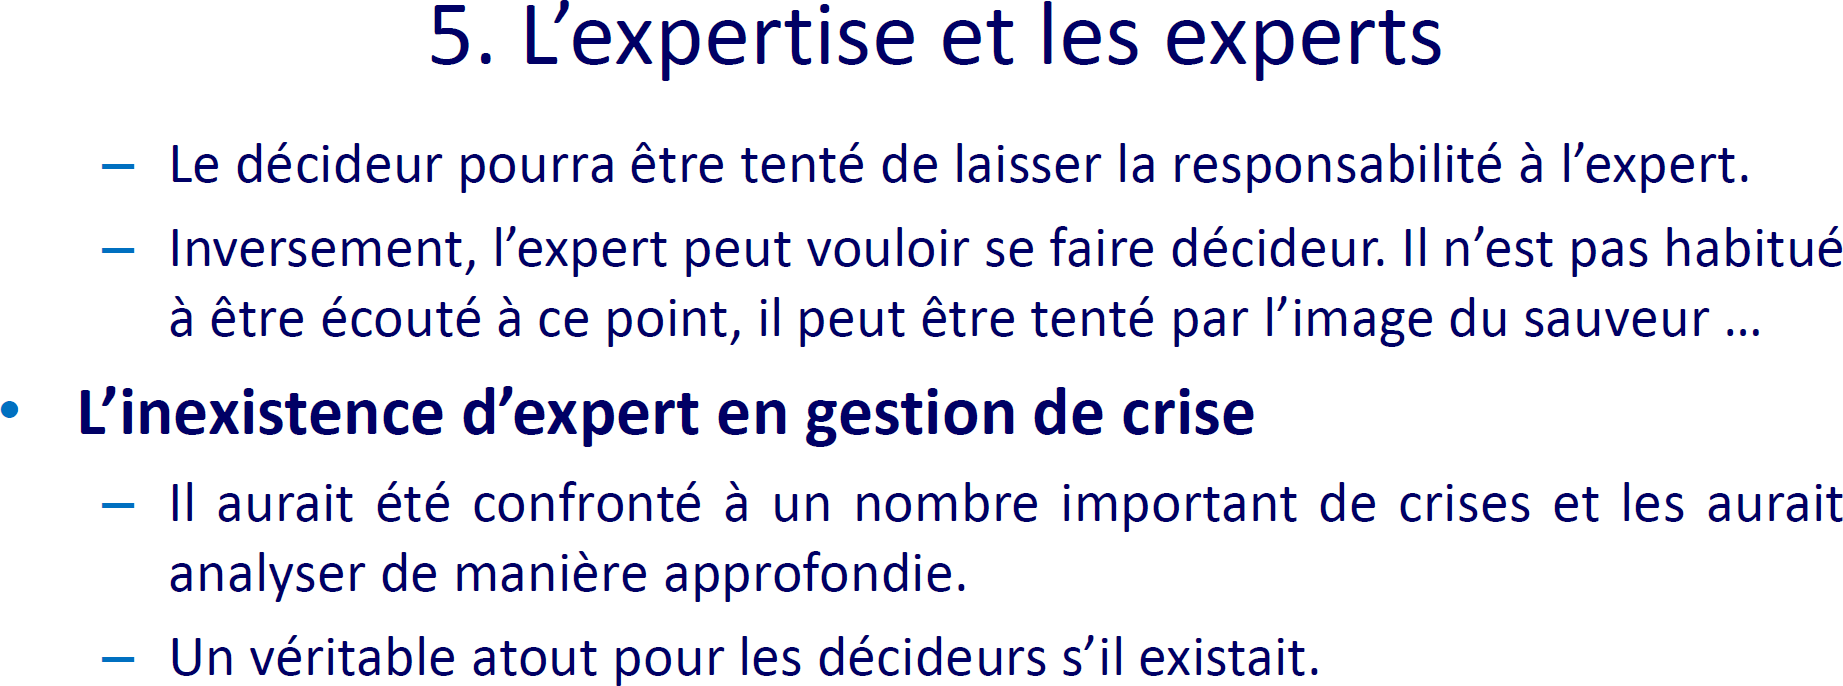 5. L’expertise et les experts
– Le décideur pourra être tenté de laisser la responsabilité à l’expert.
– Inversement, l’expert peut vouloir se faire décideur. Il n’est pas habitué
à être écouté à ce point, il peut être tenté par l’image du sauveur …
• L’inexistence d’expert en gestion de crise
– Il aurait été confronté à un nombre important de crises et les aurait
analyser de manière approfondie.
– Un véritable atout pour les décideurs s’il existait.